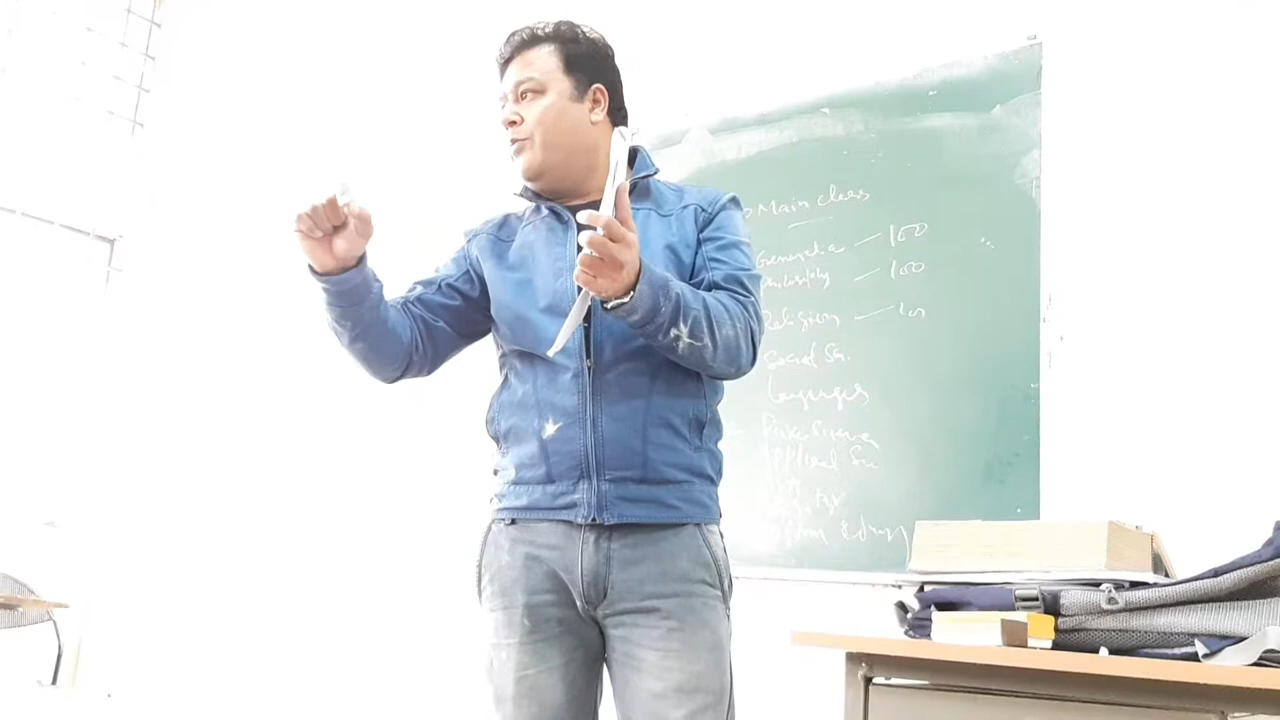 Main class
Generalia — 100
Philosophy — 100
Religion — 100
Social Sc.
Languages
Pure Science
Applied Sc